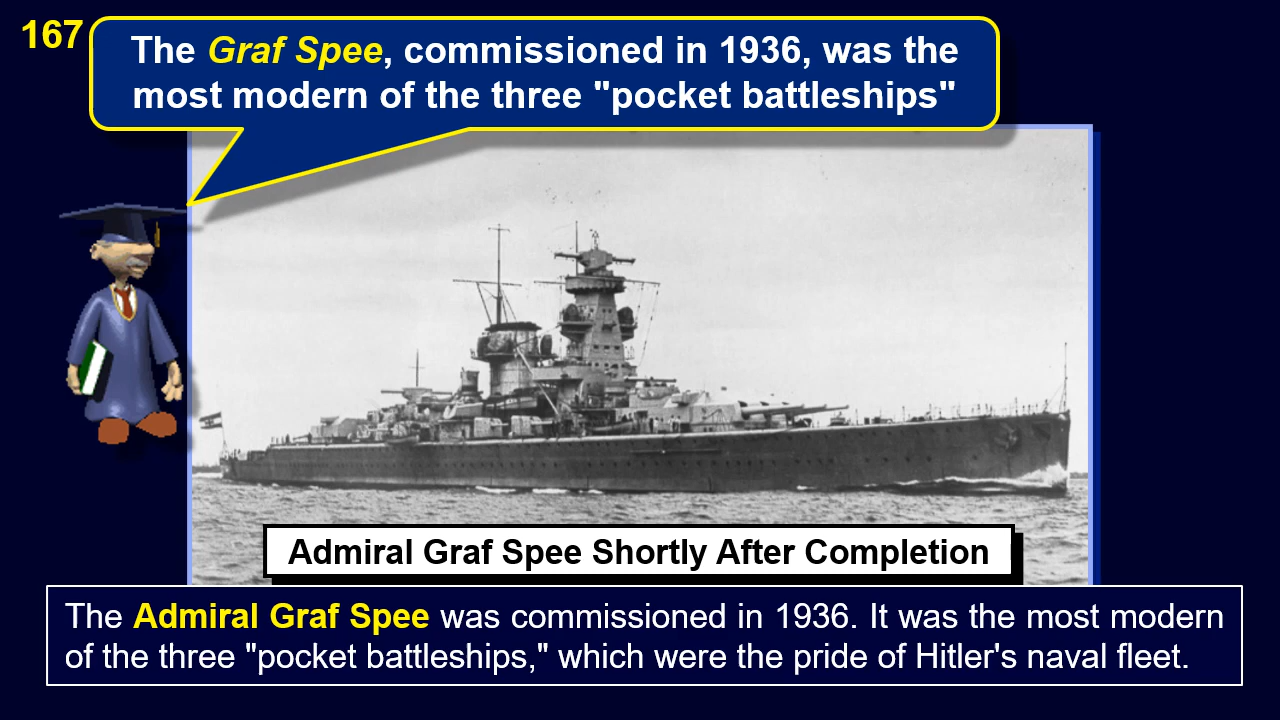 167
The Graf Spee, commissioned in 1936, was the
most modern of the three "pocket battleships"
Admiral Graf Spee Shortly After Completion
The Admiral Graf Spee was commissioned in 1936. It was the most modern
of the three "pocket battleships," which were the pride of Hitler's naval fleet.